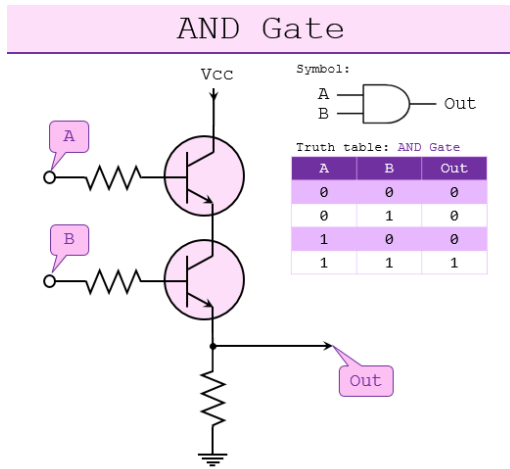 AND Gate
Vcc
Symbol:
A
B
Out
A
B
Out
Truth table: AND Gate
A B Out
0 0 0
0 1 0
1 0 0
1 1 1